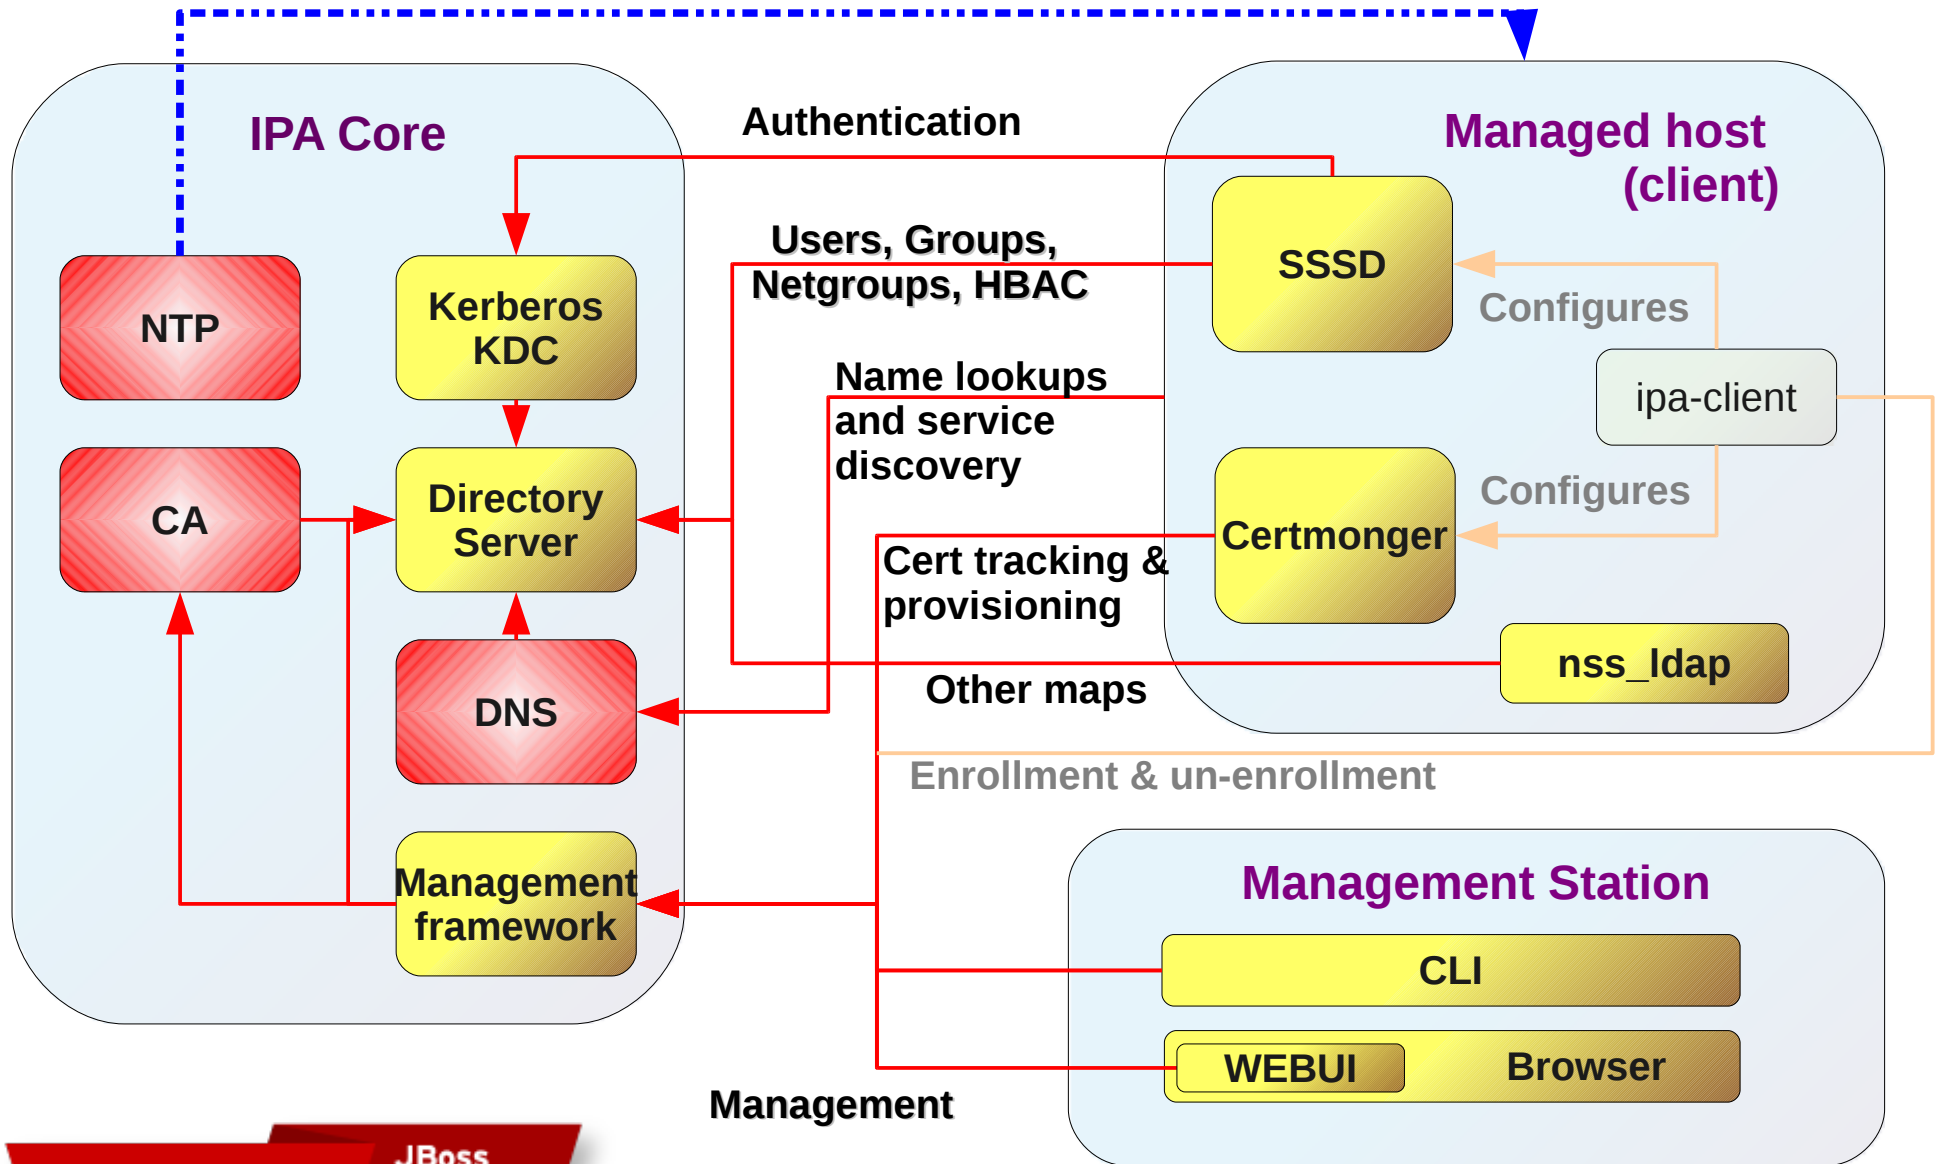 IPA Core
Authentication
Managed host
(client)
Users, Groups,
Netgroups, HBAC
SSSD
Configures
NTP
Kerberos
KDC
Name lookups
and service
discovery
ipa-client
CA
Directory
Server
Configures
Certmonger
Cert tracking &
provisioning
nss_ldap
Other maps
DNS
Enrollment & un-enrollment
Management
framework
Management Station
CLI
WEBUI
Browser
Management
JBoss